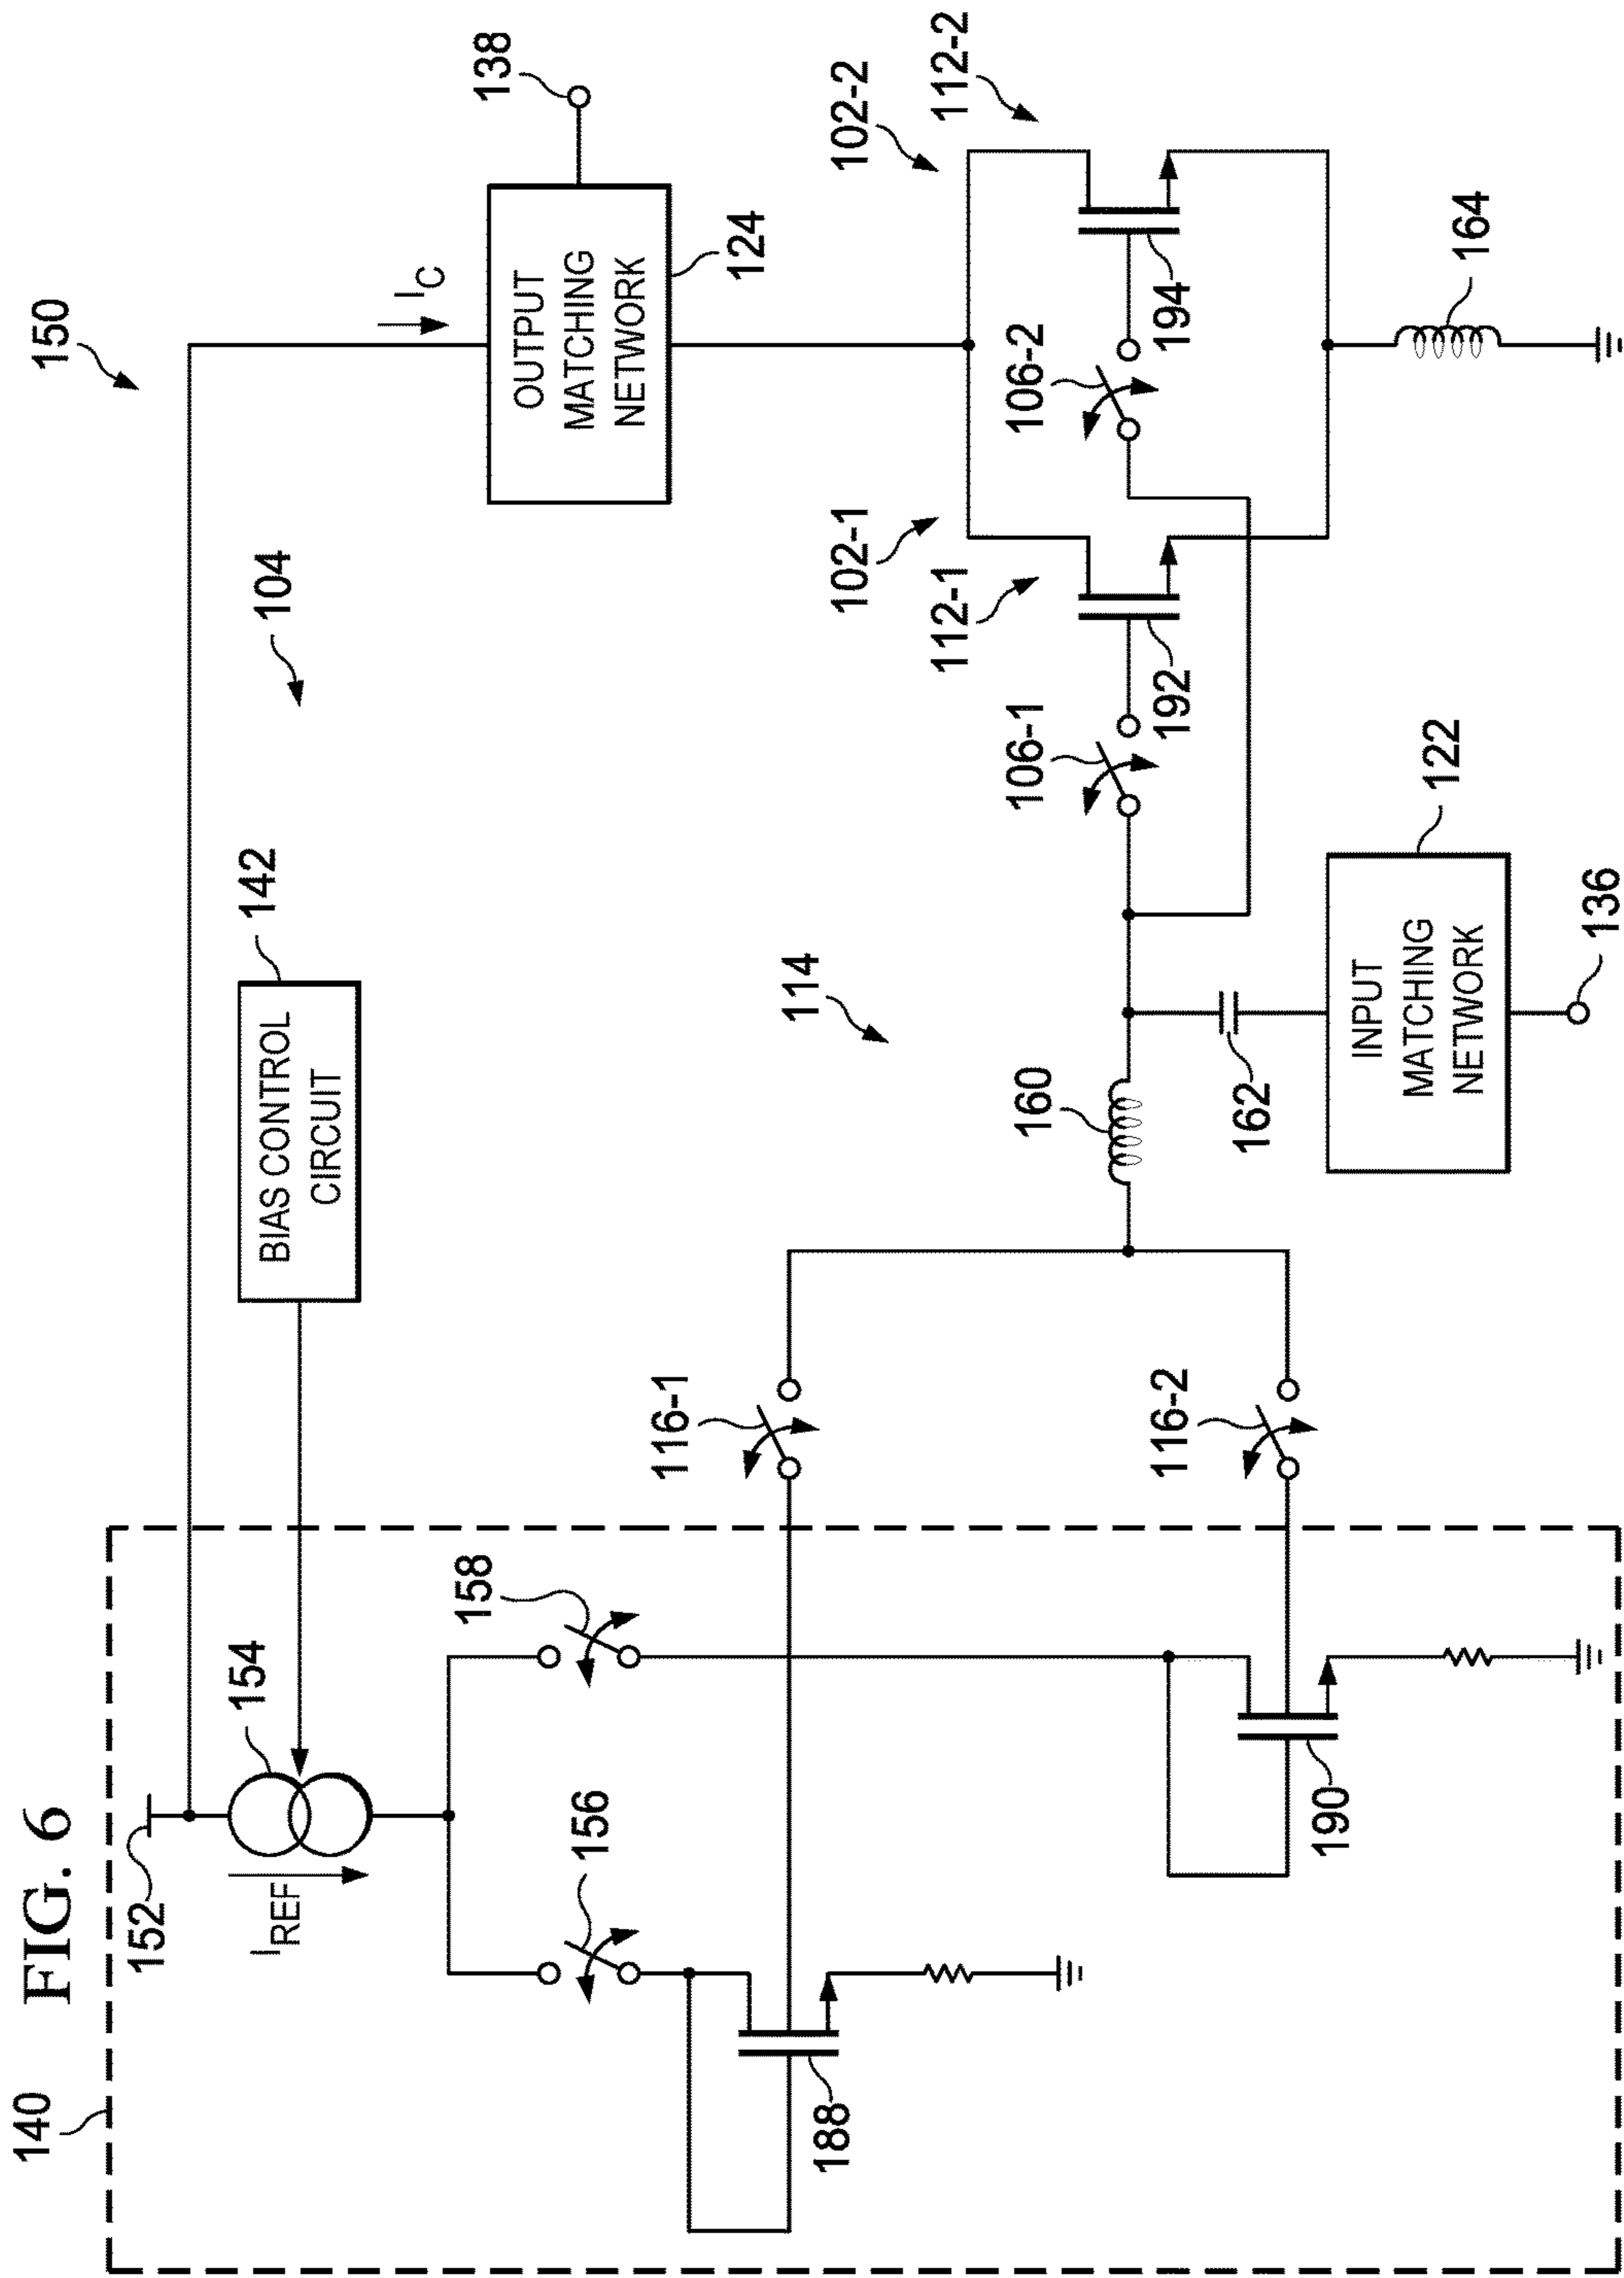 FIG. 6
140
152
154
I_REF
142
BIAS CONTROL
CIRCUIT
104
150
I_C
138
OUTPUT
MATCHING
NETWORK
124
156
158
116-1
114
188
116-2
190
160
162
INPUT
MATCHING
NETWORK
122
136
106-1
192
112-1
102-1
106-2
194
102-2
112-2
164